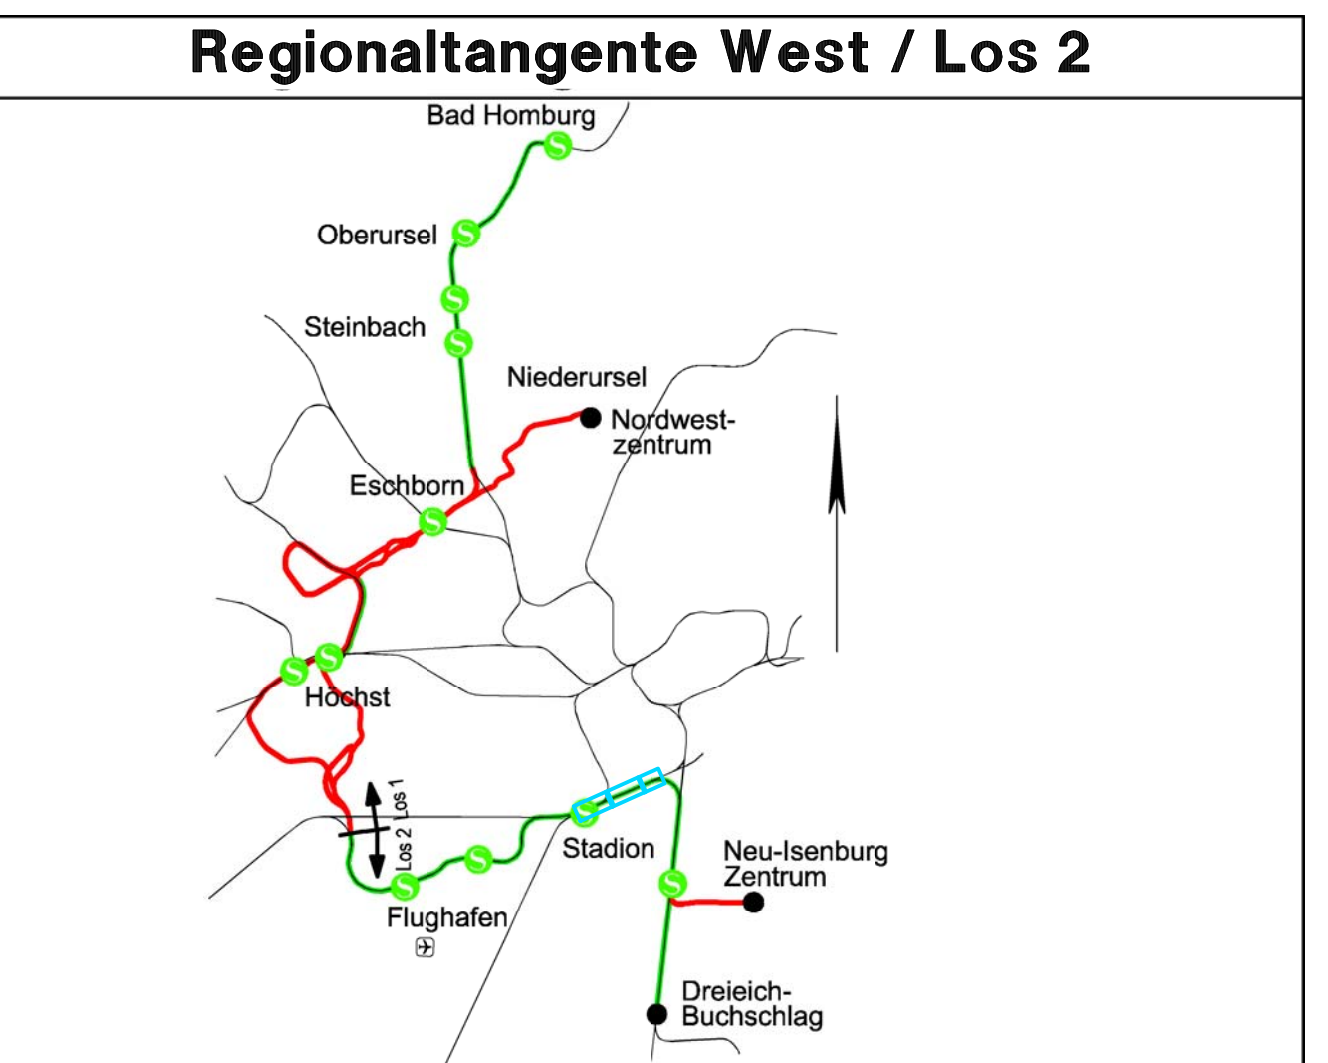 Regionaltangente West / Los 2
Bad Homburg
S
Oberursel
S
S
Steinbach
S
Niederursel
Nordwest-
zentrum
Eschborn
S
S
S
Höchst
Los 1
Los 2
S
Stadion
S
S
Flughafen
S
Neu-Isenburg
Zentrum
Dreieich-
Buchschlag